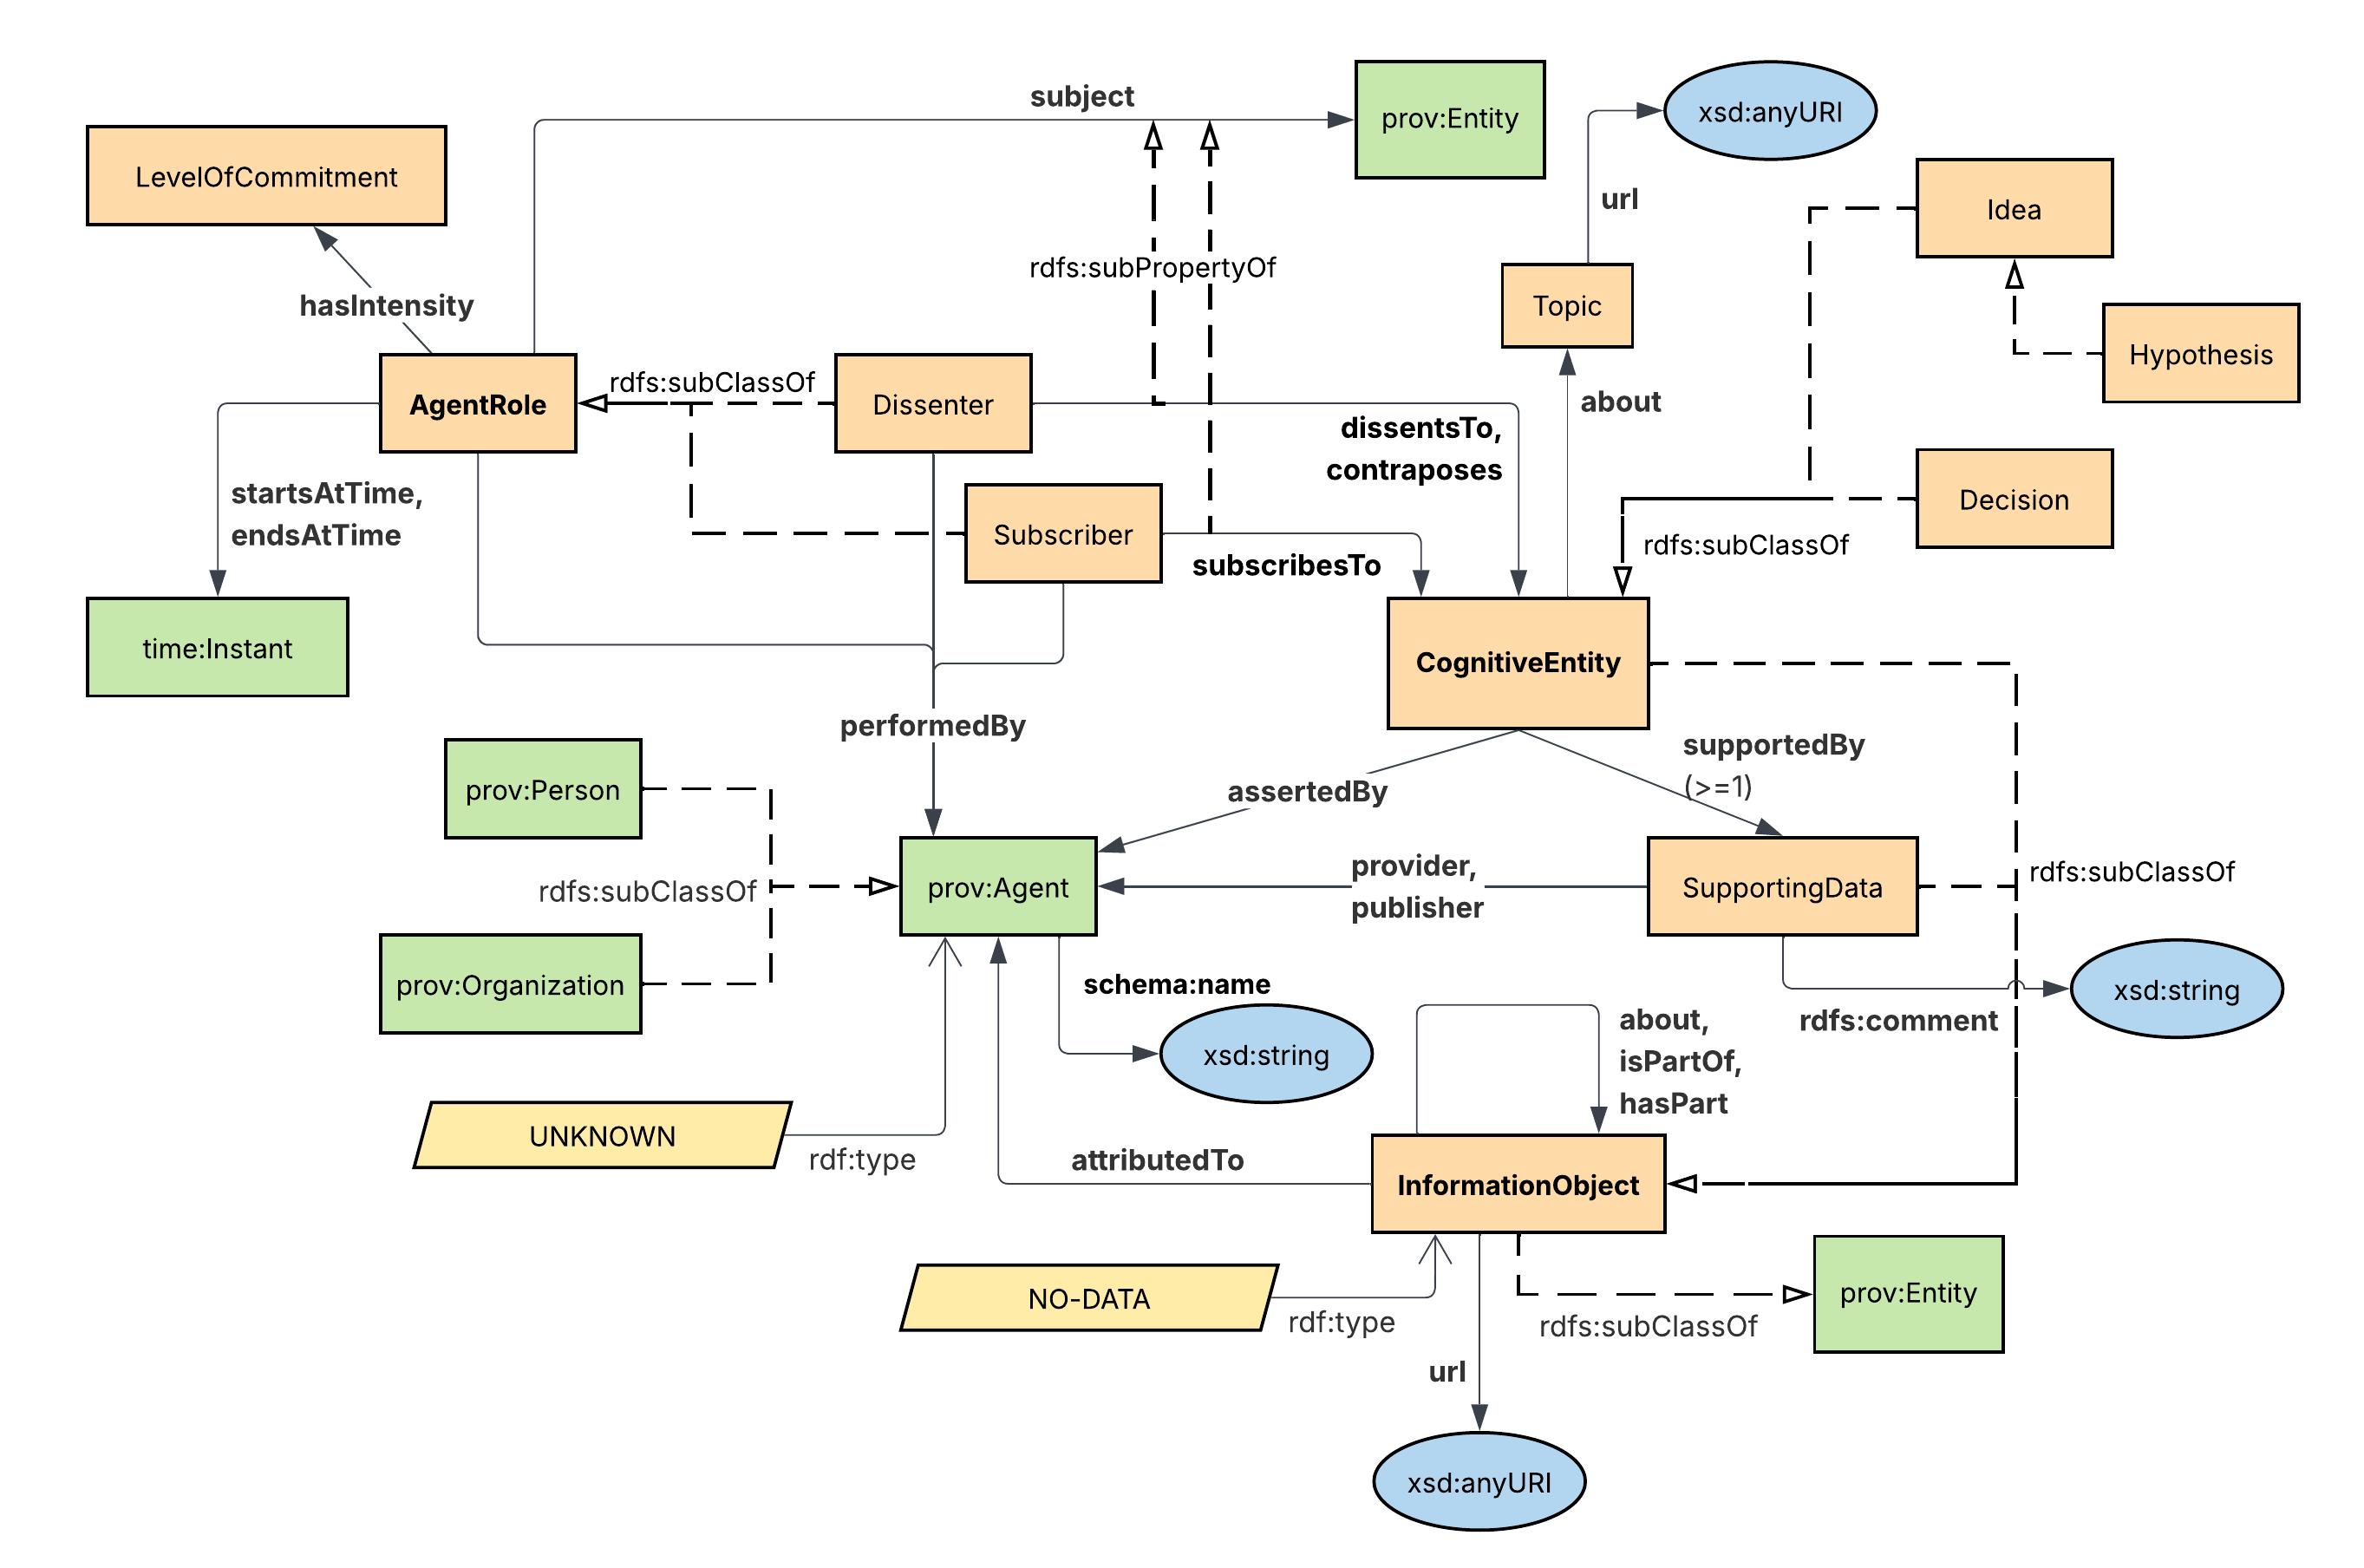 subject
prov:Entity
xsd:anyURI
LevelOfCommitment
url
Idea
rdfs:subPropertyOf
hasIntensity
Topic
Hypothesis
rdfs:subClassOf
AgentRole
Dissenter
about
dissentsTo,
contraposes
startsAtTime,
endsAtTime
Subscriber
subscribesTo
Decision
rdfs:subClassOf
time:Instant
CognitiveEntity
performedBy
supportedBy
(>=1)
prov:Person
assertedBy
rdfs:subClassOf
prov:Agent
provider,
publisher
SupportingData
rdfs:subClassOf
prov:Organization
schema:name
xsd:string
xsd:string
rdfs:comment
about,
isPartOf,
hasPart
UNKNOWN
rdf:type
attributedTo
InformationObject
NO-DATA
rdf:type
rdfs:subClassOf
prov:Entity
url
xsd:anyURI